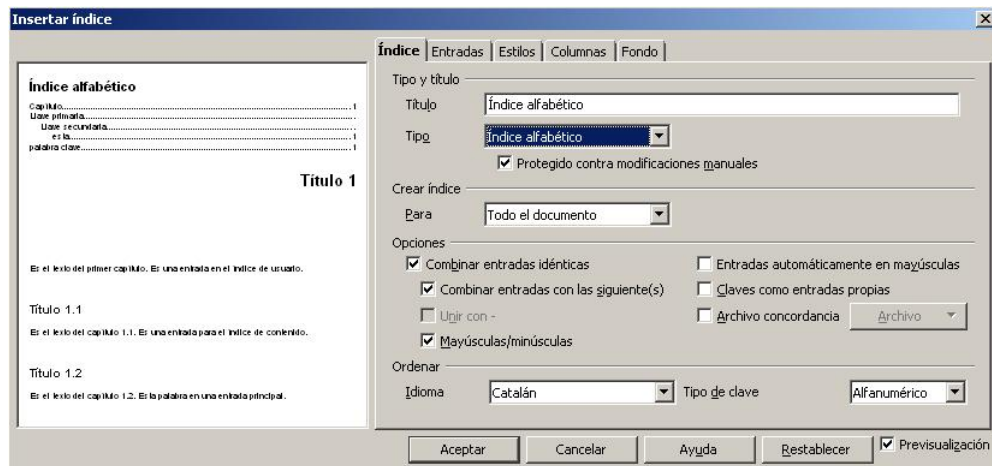 Insertar índice
Índice alfabético
Capítulo 1
Llave primaria
Llave secundaria
esta 1
palabra clave 1
Título 1
Es el texto del primer capítulo. Es una entrada en el índice de usuario.
Título 1.1
Es el texto del capítulo 1.1. Es una entrada para el índice de contenido.
Título 1.2
Es el texto del capítulo 1.2. Es la palabra en una entrada principal.
Índice Entradas Estilos Columnas Fondo
Tipo y título
Título Índice alfabético
Tipo Índice alfabético
Protegido contra modificaciones manuales
Crear índice
Para Todo el documento
Opciones
Combinar entradas idénticas Entradas automáticamente en mayúsculas
Combinar entradas con las siguiente(s) Claves como entradas propias
Unir con - Archivo concordancia Archivo
Mayúsculas/minúsculas
Ordenar
Idioma Catalán Tipo de clave Alfanumérico
Aceptar Cancelar Ayuda Restablecer Previsualización